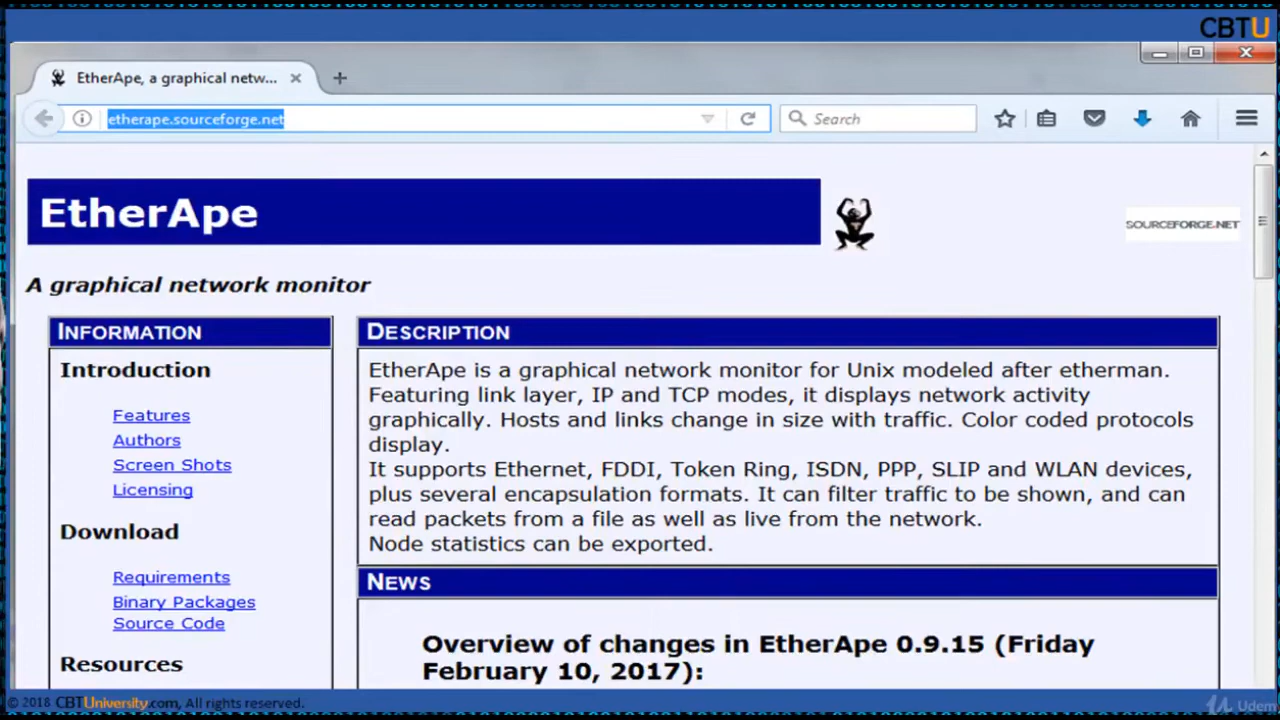 CBTU
EtherApe, a graphical netw...
etherape.sourceforge.net
Search
EtherApe
SOURCEFORGE.NET
A graphical network monitor
INFORMATION
Introduction
Features
Authors
Screen Shots
Licensing
Download
Requirements
Binary Packages
Source Code
Resources
DESCRIPTION
EtherApe is a graphical network monitor for Unix modeled after etherman.
Featuring link layer, IP and TCP modes, it displays network activity
graphically. Hosts and links change in size with traffic. Color coded protocols
display.
It supports Ethernet, FDDI, Token Ring, ISDN, PPP, SLIP and WLAN devices,
plus several encapsulation formats. It can filter traffic to be shown, and can
read packets from a file as well as live from the network.
Node statistics can be exported.
NEWS
Overview of changes in EtherApe 0.9.15 (Friday
February 10, 2017):
© 2018 CBTUniversity.com, All rights reserved.